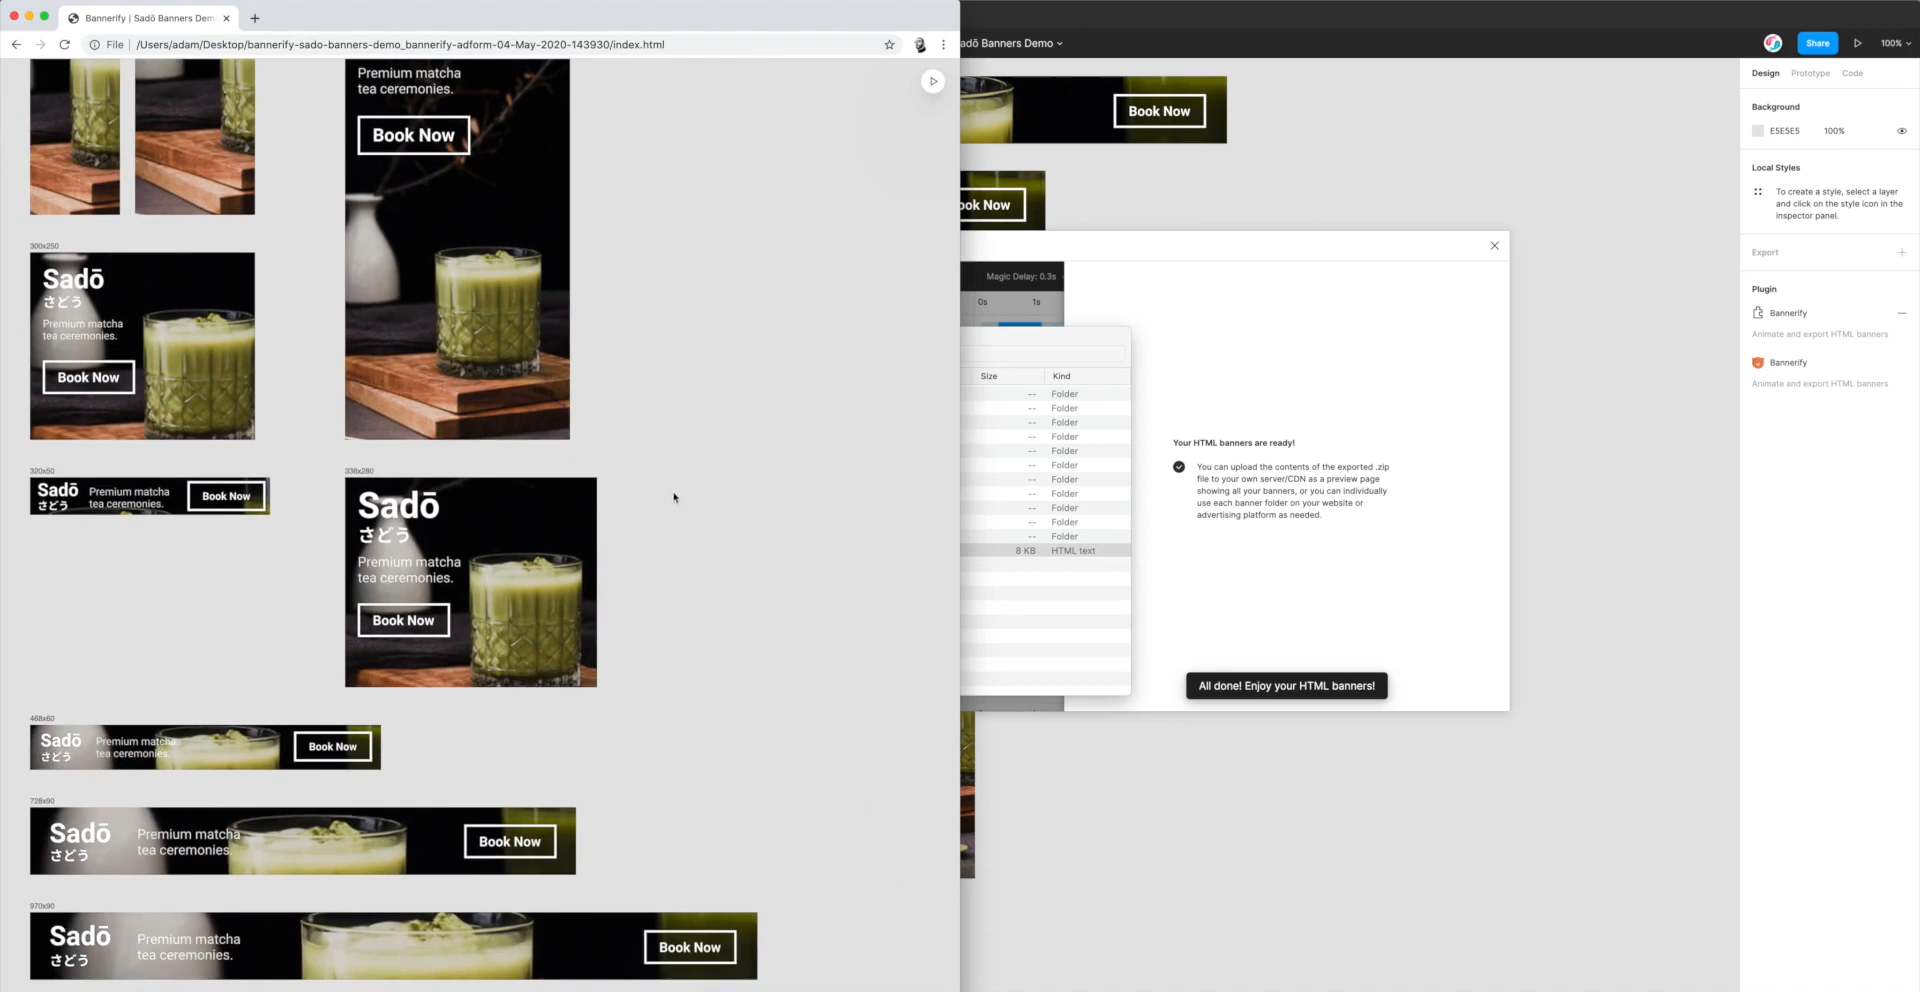 Bannerify | Sadō Banners Dem
File
/Users/adam/Desktop/bannerify-sado-banners-demo_bannerify-adform-04-May-2020-143930/index.html
Premium matcha
tea ceremonies.
Book Now
300x250
Sadō
さどう
Premium matcha
tea ceremonies.
Book Now
320x50
Sadō
さどう
Premium matcha
tea ceremonies.
Book Now
336x280
Sadō
さどう
Premium matcha
tea ceremonies.
Book Now
468x60
Sadō
さどう
Premium matcha
tea ceremonies.
Book Now
728x90
Sadō
さどう
Premium matcha
tea ceremonies.
Book Now
970x90
Sadō
さどう
Premium matcha
tea ceremonies.
Book Now
adō Banners Demo
Share
100%
Book Now
ook Now
Magic Delay: 0.3s
0s 1s
Size Kind
-- Folder
-- Folder
-- Folder
-- Folder
-- Folder
-- Folder
-- Folder
-- Folder
-- Folder
-- Folder
-- Folder
8 KB HTML text
Your HTML banners are ready!
You can upload the contents of the exported .zip
file to your own server/CDN as a preview page
showing all your banners, or you can individually
use each banner folder on your website or
advertising platform as needed.
All done! Enjoy your HTML banners!
Design Prototype Code
Background
E5E5E5 100%
Local Styles
To create a style, select a layer
and click on the style icon in the
inspector panel.
Export
Plugin
Bannerify
Animate and export HTML banners
Bannerify
Animate and export HTML banners